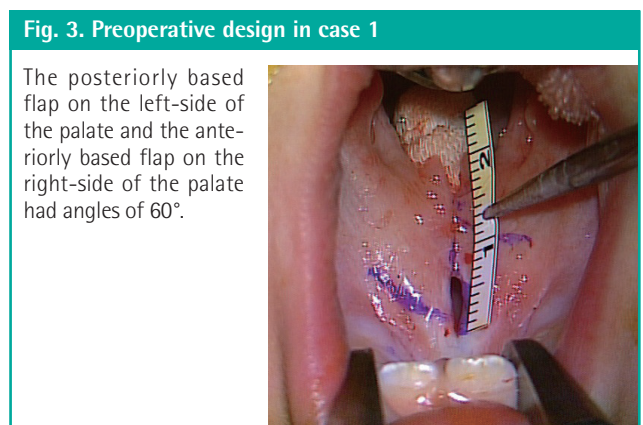 Fig. 3. Preoperative design in case 1
The posteriorly based
flap on the left-side of
the palate and the ante-
riorly based flap on the
right-side of the palate
had angles of 60°.
2
1